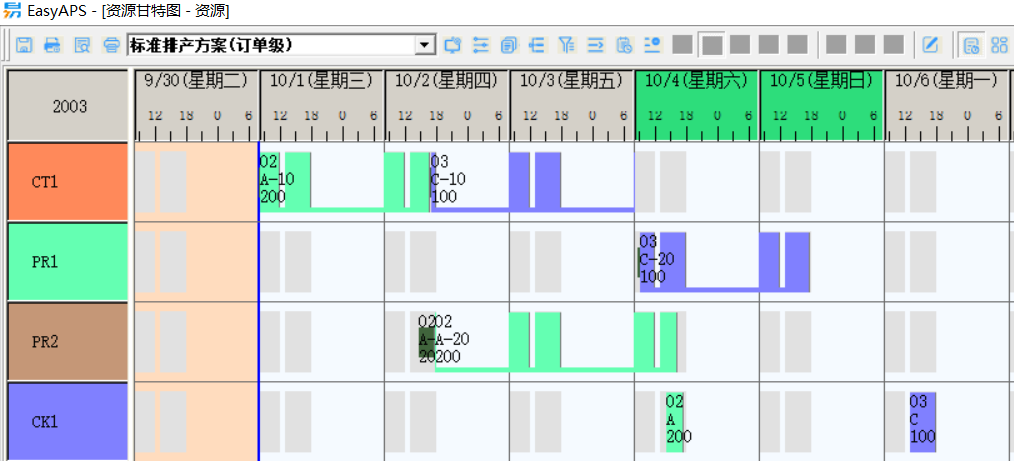 EasyAPS - [资源甘特图 - 资源]
标准排产方案(订单级)
2003
9/30(星期二) 10/1(星期三) 10/2(星期四) 10/3(星期五) 10/4(星期六) 10/5(星期日) 10/6(星期一)
12 18 0 6 12 18 0 6 12 18 0 6 12 18 0 6 12 18 0 6 12 18 0 6 12 18 0 6
CT1
02
A-10
200
03
C-10
100
PR1
03
C-20
100
PR2
0202
A-A-20
20200
CK1
02
A
200
03
C
100